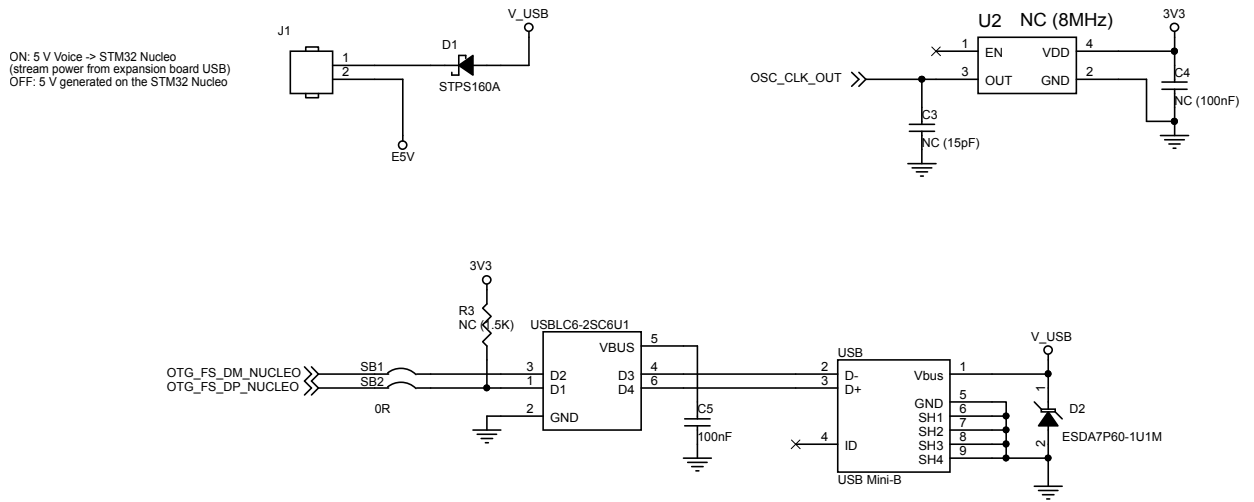 J1
V_USB
D1
1
2
STPS160A
ON: 5 V Voice -> STM32 Nucleo
(stream power from expansion board USB)
OFF: 5 V generated on the STM32 Nucleo
E5V
U2 NC (8MHz)
3V3
1 EN VDD 4
OSC_CLK_OUT
3 OUT GND 2
C4
NC (100nF)
C3
NC (15pF)
3V3
R3
NC (1.5K)
USBLC6-2SC6U1
VBUS 5
OTG_FS_DM_NUCLEO SB1 3 D2 D3 4
OTG_FS_DP_NUCLEO SB2 1 D1 D4 6
0R
2 GND
C5
100nF
USB
V_USB
2 D- Vbus 1
3 D+
GND 5
SH1 6
SH2 7
4 ID SH3 8
SH4 9
USB Mini-B
1
D2
ESDA7P60-1U1M
2